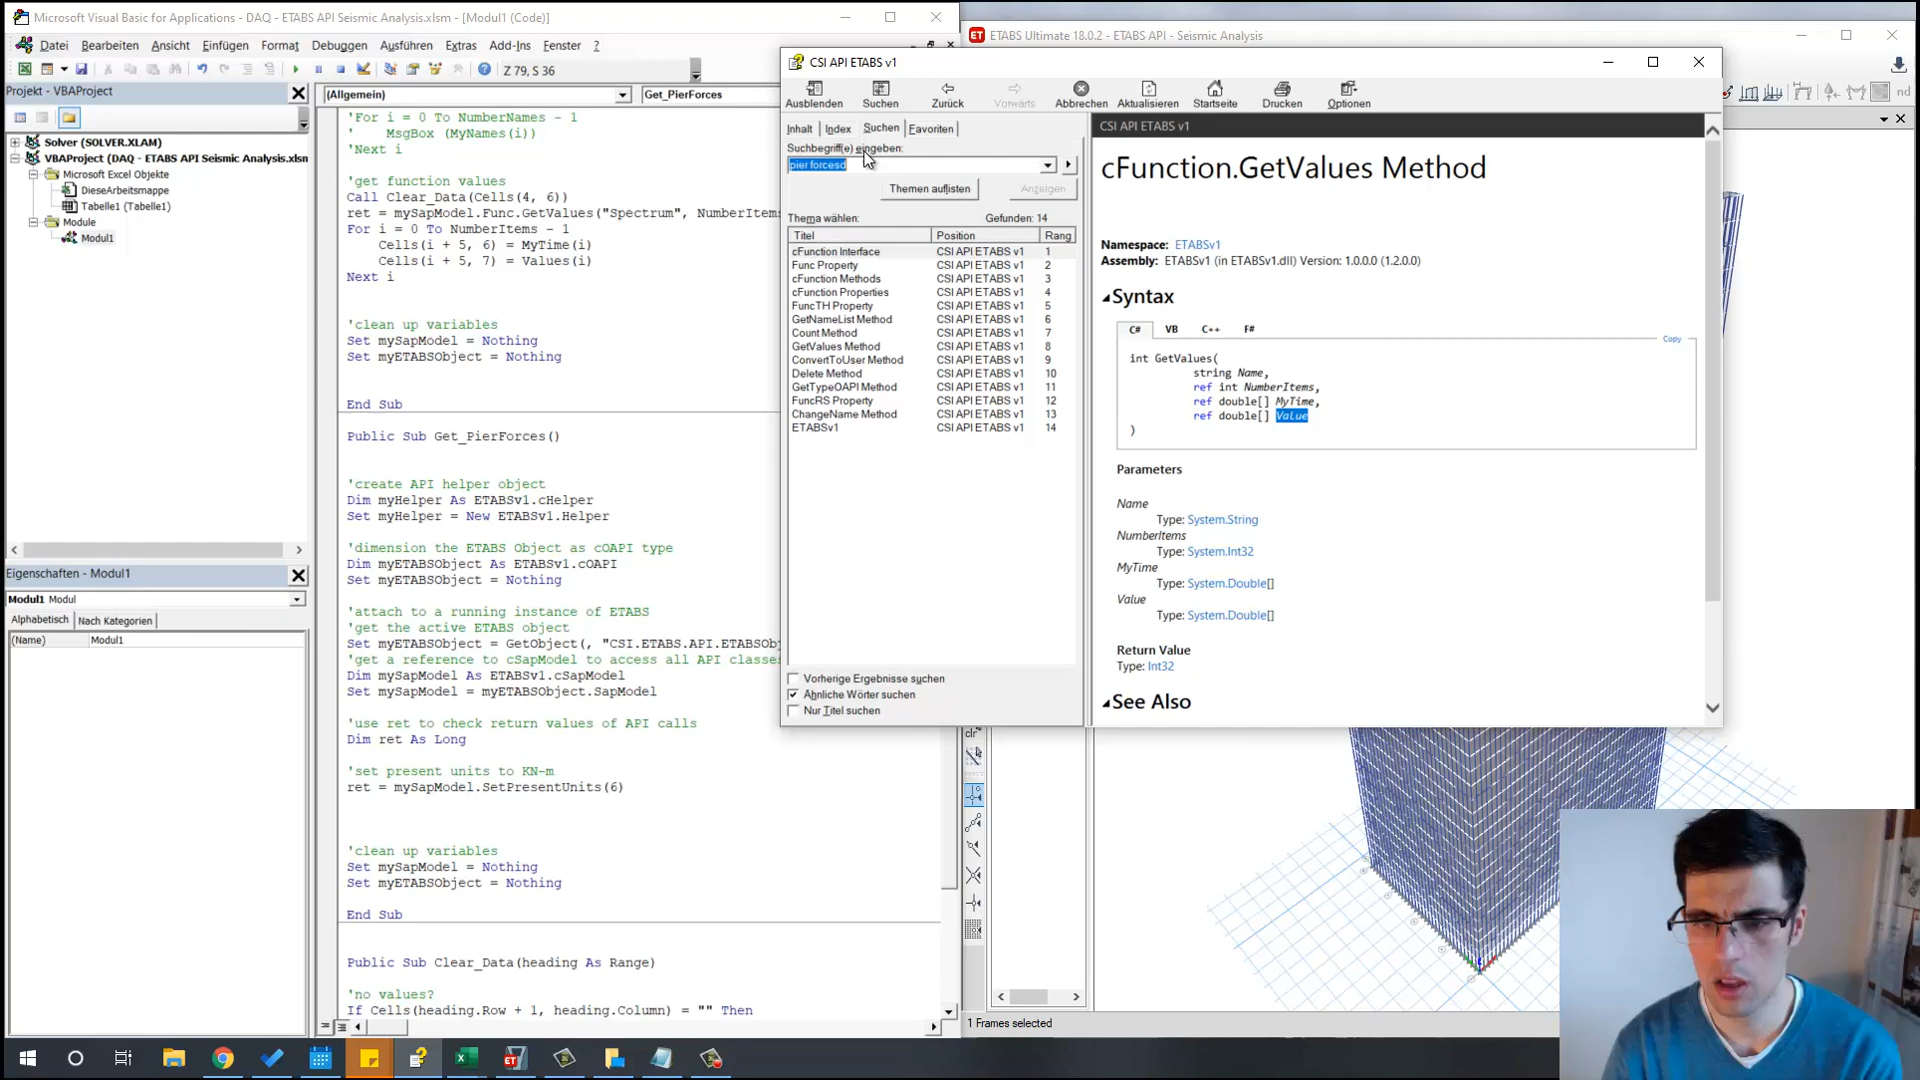 Microsoft Visual Basic for Applications - DAQ - ETABS API Seismic Analysis.xlsm - [Modul1 (Code)]
Datei Bearbeiten Ansicht Einfügen Format Debuggen Ausführen Extras Add-Ins Fenster ?
Z 79, S 36
Projekt - VBAProject
Solver (SOLVER.XLAM)
VBAProject (DAQ - ETABS API Seismic Analysis.xlsm
Microsoft Excel Objekte
DieseArbeitsmappe
Tabelle1 (Tabelle1)
Module
Modul1
Eigenschaften - Modul1
Modul1 Modul
Alphabetisch Nach Kategorien
(Name) Modul1
(Allgemein) Get_PierForces
'For i = 0 To NumberNames - 1
' MsgBox (MyNames(i))
'Next i
'get function values
Call Clear_Data(Cells(4, 6))
ret = mySapModel.Func.GetValues("Spectrum", NumberItems
For i = 0 To NumberItems - 1
Cells(i + 5, 6) = MyTime(i)
Cells(i + 5, 7) = Values(i)
Next i
'clean up variables
Set mySapModel = Nothing
Set myETABSObject = Nothing
End Sub
Public Sub Get_PierForces()
'create API helper object
Dim myHelper As ETABSv1.cHelper
Set myHelper = New ETABSv1.Helper
'dimension the ETABS Object as cOAPI type
Dim myETABSObject As ETABSv1.cOAPI
Set myETABSObject = Nothing
'attach to a running instance of ETABS
'get the active ETABS object
Set myETABSObject = GetObject(, "CSI.ETABS.API.ETABSObj
'get a reference to cSapModel to access all API classes
Dim mySapModel As ETABSv1.cSapModel
Set mySapModel = myETABSObject.SapModel
'use ret to check return values of API calls
Dim ret As Long
'set present units to KN-m
ret = mySapModel.SetPresentUnits(6)
'clean up variables
Set mySapModel = Nothing
Set myETABSObject = Nothing
End Sub
Public Sub Clear_Data(heading As Range)
'no values?
If Cells(heading.Row + 1, heading.Column) = "" Then
ETABS Ultimate 18.0.2 - ETABS API - Seismic Analysis
nd
CSI API ETABS v1
Ausblenden Suchen Zurück Vorwärts Abbrechen Aktualisieren Startseite Drucken Optionen
Inhalt Index Suchen Favoriten
Suchbegriff(e) eingeben:
pier forcesd
Themen auflisten Anzeigen
Thema wählen: Gefunden: 14
Titel Position Rang
cFunction Interface CSI API ETABS v1 1
Func Property CSI API ETABS v1 2
cFunction Methods CSI API ETABS v1 3
cFunction Properties CSI API ETABS v1 4
FuncTH Property CSI API ETABS v1 5
GetNameList Method CSI API ETABS v1 6
Count Method CSI API ETABS v1 7
GetValues Method CSI API ETABS v1 8
ConvertToUser Method CSI API ETABS v1 9
Delete Method CSI API ETABS v1 10
GetTypeOAPI Method CSI API ETABS v1 11
FuncRS Property CSI API ETABS v1 12
ChangeName Method CSI API ETABS v1 13
ETABSv1 CSI API ETABS v1 14
Vorherige Ergebnisse suchen
Ähnliche Wörter suchen
Nur Titel suchen
CSI API ETABS v1
cFunction.GetValues Method
Namespace: ETABSv1
Assembly: ETABSv1 (in ETABSv1.dll) Version: 1.0.0.0 (1.2.0.0)
Syntax
C# VB C++ F#
Copy
int GetValues(
string Name,
ref int NumberItems,
ref double[] MyTime,
ref double[] Value
)
Parameters
Name
Type: System.String
NumberItems
Type: System.Int32
MyTime
Type: System.Double[]
Value
Type: System.Double[]
Return Value
Type: Int32
See Also
clr
1 Frames selected